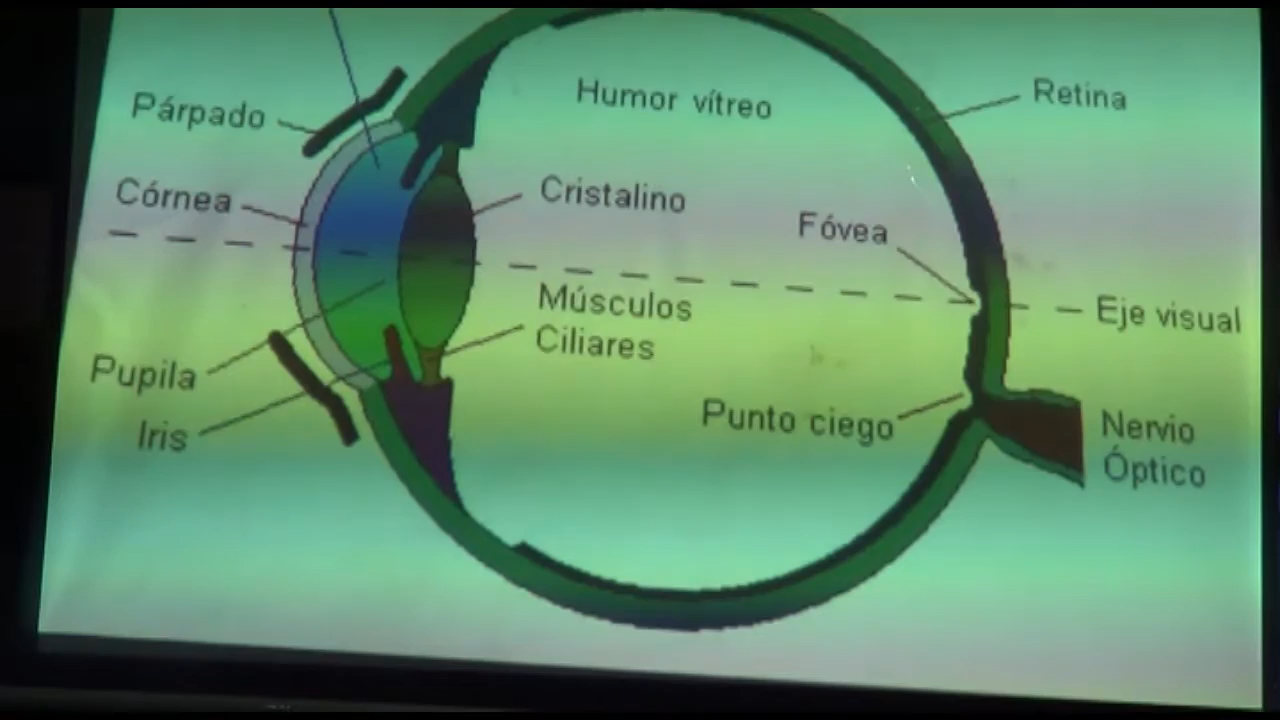 Humor vítreo
Retina
Párpado
Córnea
Cristalino
Fóvea
Músculos
Ciliares
Eje visual
Pupila
Iris
Punto ciego
Nervio
Óptico